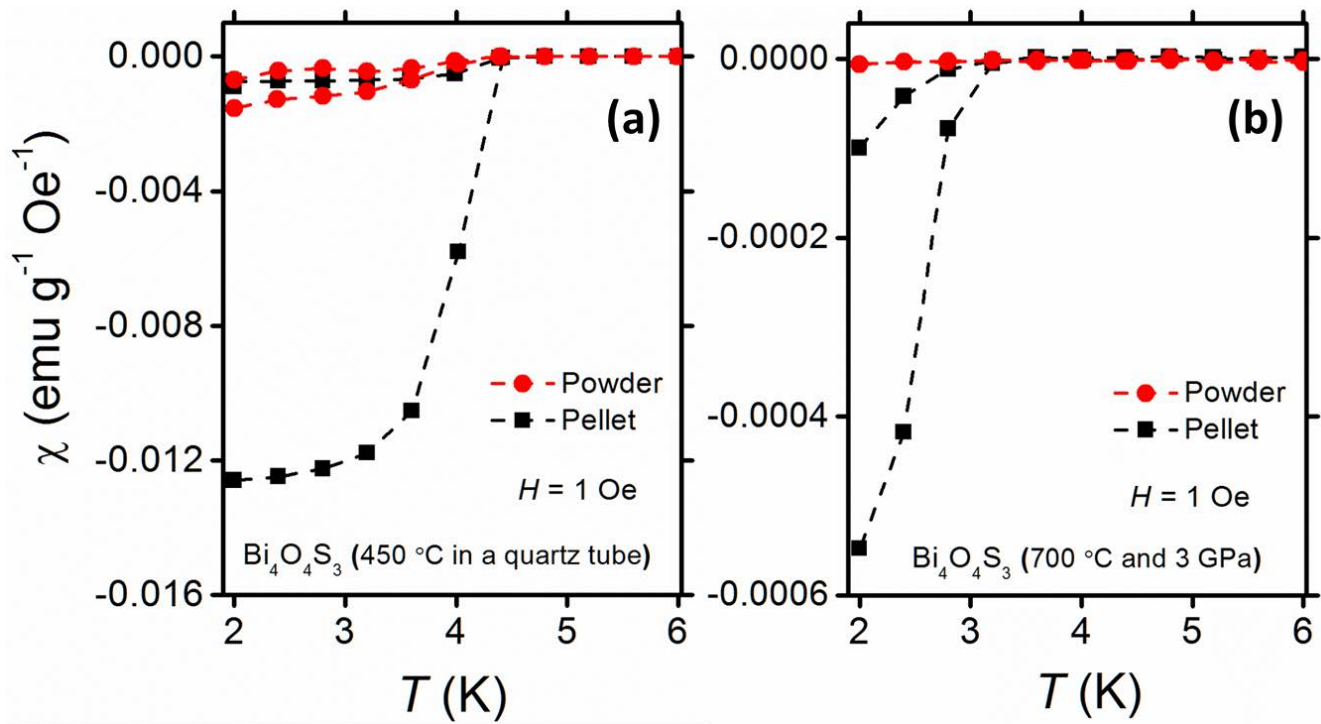 χ (emu g⁻¹ Oe⁻¹)
0.000
-0.004
-0.008
-0.012
-0.016
(a)
Powder
Pellet
H = 1 Oe
Bi₄O₄S₃ (450 °C in a quartz tube)
2 3 4 5 6
T (K)
0.0000
-0.0002
-0.0004
-0.0006
(b)
Powder
Pellet
H = 1 Oe
Bi₄O₄S₃ (700 °C and 3 GPa)
2 3 4 5 6
T (K)